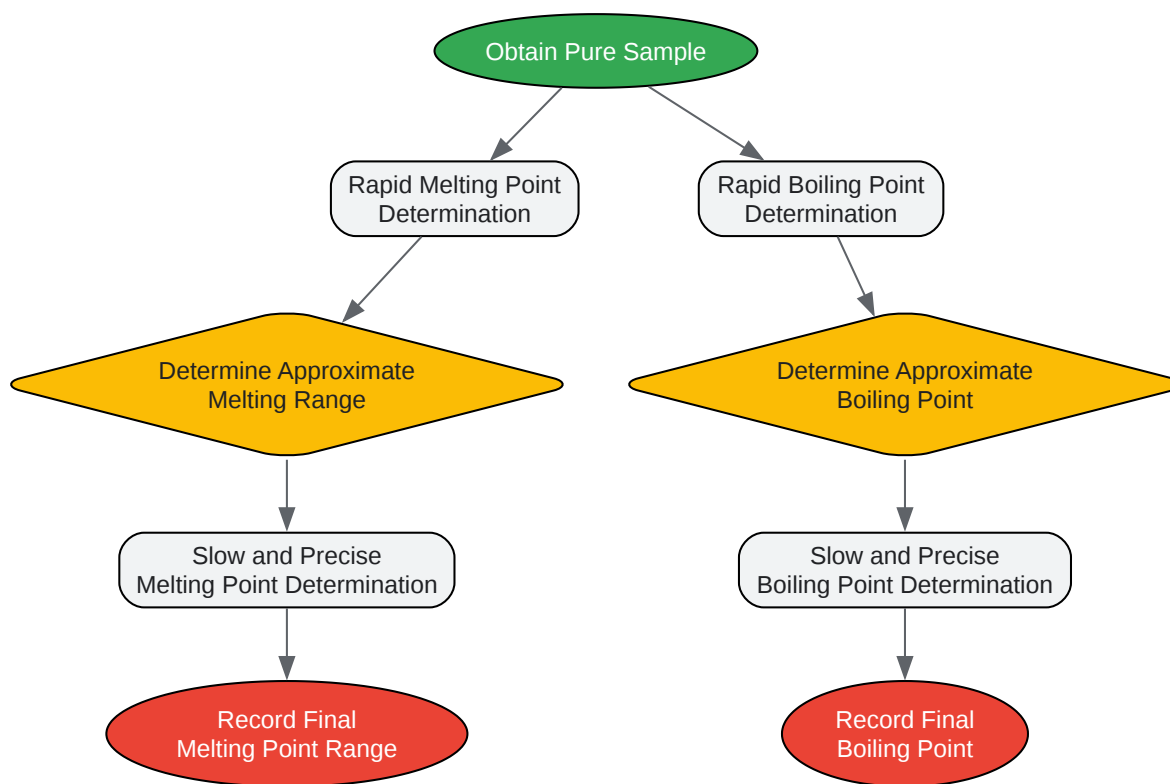 Obtain Pure Sample
Rapid Melting Point
Determination
Rapid Boiling Point
Determination
Determine Approximate
Melting Range
Determine Approximate
Boiling Point
Slow and Precise
Melting Point Determination
Slow and Precise
Boiling Point Determination
Record Final
Melting Point Range
Record Final
Boiling Point